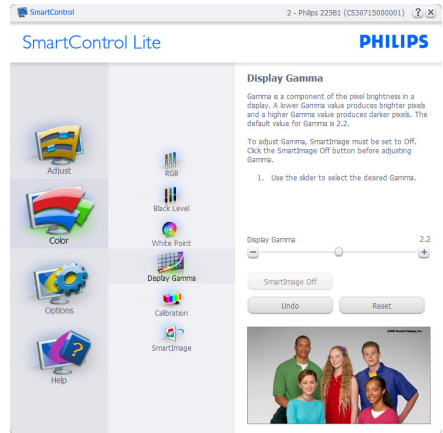 SmartControl
2 - Philips 225B1 (CS30715000001)
SmartControl Lite
PHILIPS
Display Gamma
Gamma is a component of the pixel brightness in a
display. A lower Gamma value produces brighter pixels
and a higher Gamma value produces darker pixels. The
default value for Gamma is 2.2.
To adjust Gamma, SmartImage must be set to Off.
Click the SmartImage Off button before adjusting
Gamma.
1. Use the slider to select the desired Gamma.
Adjust
Color
Options
Help
RGB
Black Level
White Point
Display Gamma
Calibration
SmartImage
Display Gamma 2.2
SmartImage Off
Undo Reset